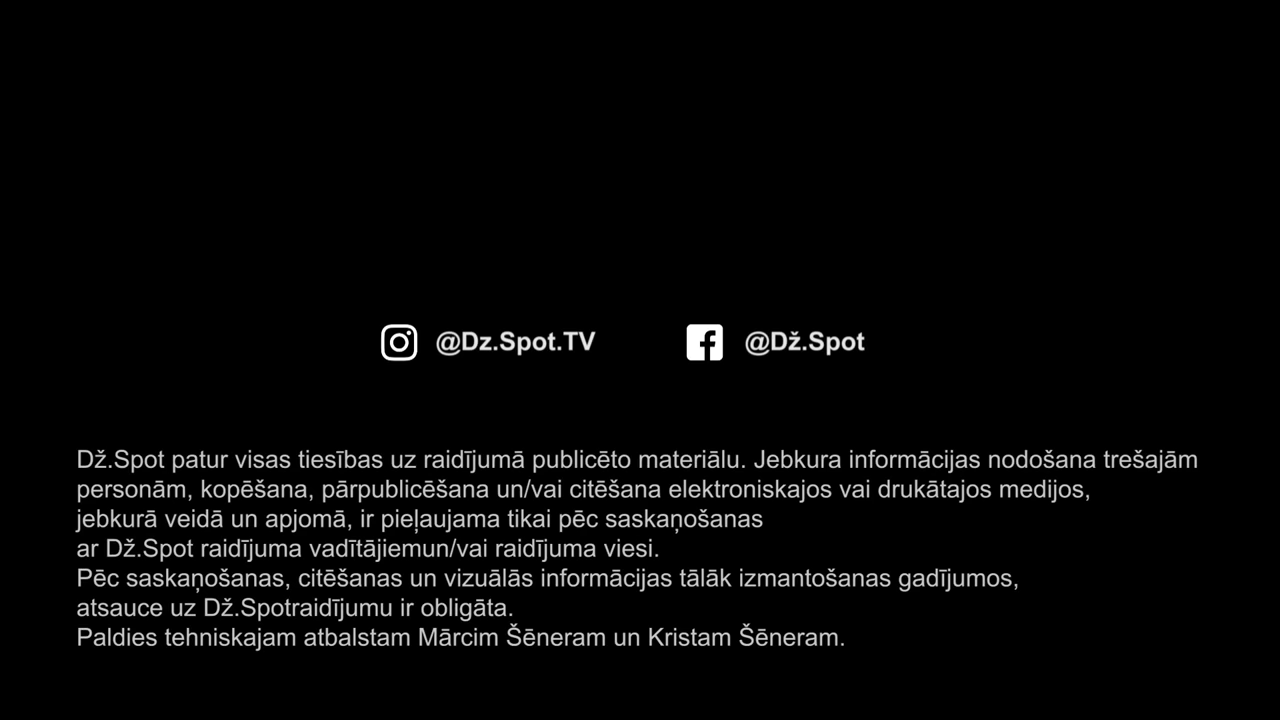 @Dz.Spot.TV @Dž.Spot
Dž.Spot patur visas tiesības uz raidījumā publicēto materiālu. Jebkura informācijas nodošana trešajām
personām, kopēšana, pārpublicēšana un/vai citēšana elektroniskajos vai drukātajos medijos,
jebkurā veidā un apjomā, ir pieļaujama tikai pēc saskaņošanas
ar Dž.Spot raidījuma vadītājiemun/vai raidījuma viesi.
Pēc saskaņošanas, citēšanas un vizuālās informācijas tālāk izmantošanas gadījumos,
atsauce uz Dž.Spotraidījumu ir obligāta.
Paldies tehniskajam atbalstam Mārcim Šēneram un Kristam Šēneram.